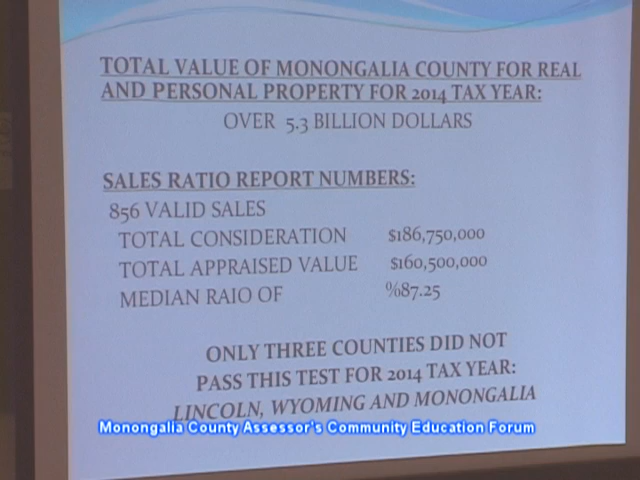 TOTAL VALUE OF MONONGALIA COUNTY FOR REAL
AND PERSONAL PROPERTY FOR 2014 TAX YEAR:
OVER 5.3 BILLION DOLLARS
SALES RATIO REPORT NUMBERS:
856 VALID SALES
TOTAL CONSIDERATION $186,750,000
TOTAL APPRAISED VALUE $160,500,000
MEDIAN RAIO OF %87.25
ONLY THREE COUNTIES DID NOT
PASS THIS TEST FOR 2014 TAX YEAR:
LINCOLN, WYOMING AND MONONGALIA
Monongalia County Assessor's Community Education Forum